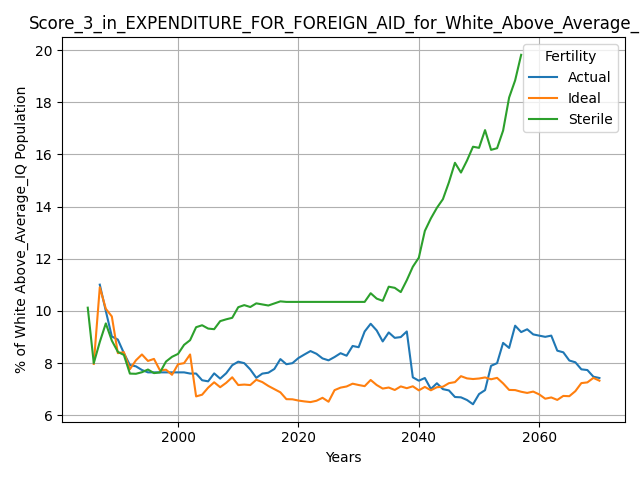 Score_3_in_EXPENDITURE_FOR_FOREIGN_AID_for_White_Above_Average_
Fertility
Actual
Ideal
Sterile
% of White Above_Average_IQ Population
20
18
16
14
12
10
8
6
2000
2020
2040
2060
Years